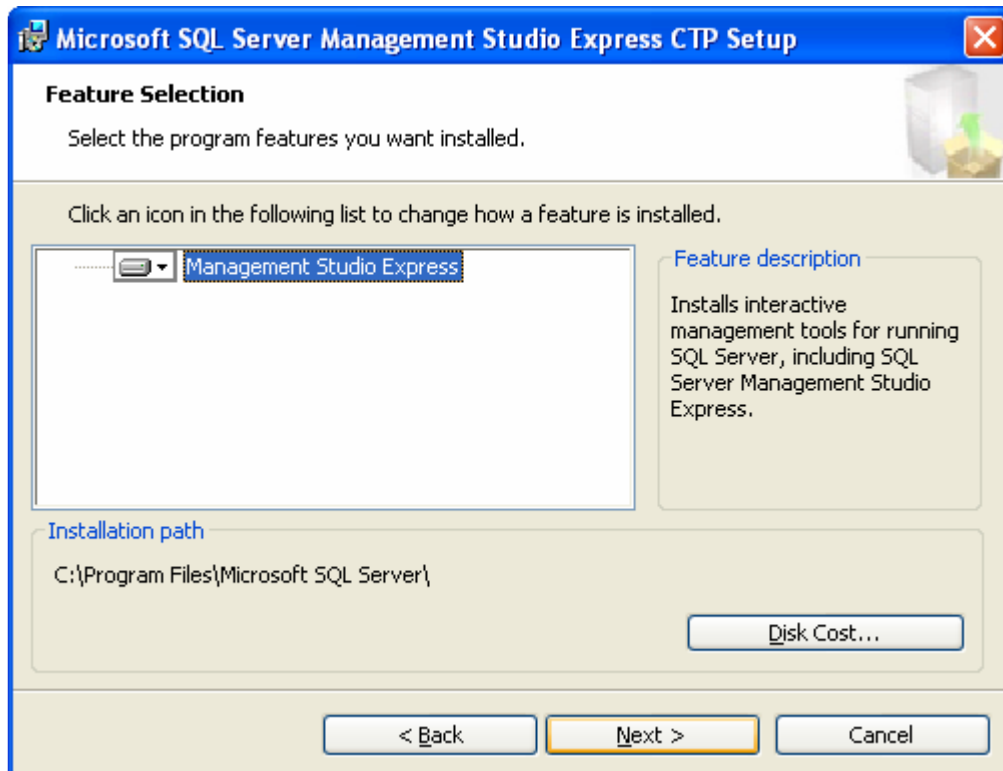 Microsoft SQL Server Management Studio Express CTP Setup
Feature Selection
Select the program features you want installed.
Click an icon in the following list to change how a feature is installed.
Management Studio Express
Feature description
Installs interactive
management tools for running
SQL Server, including SQL
Server Management Studio
Express.
Installation path
C:\Program Files\Microsoft SQL Server\
Disk Cost...
< Back
Next >
Cancel